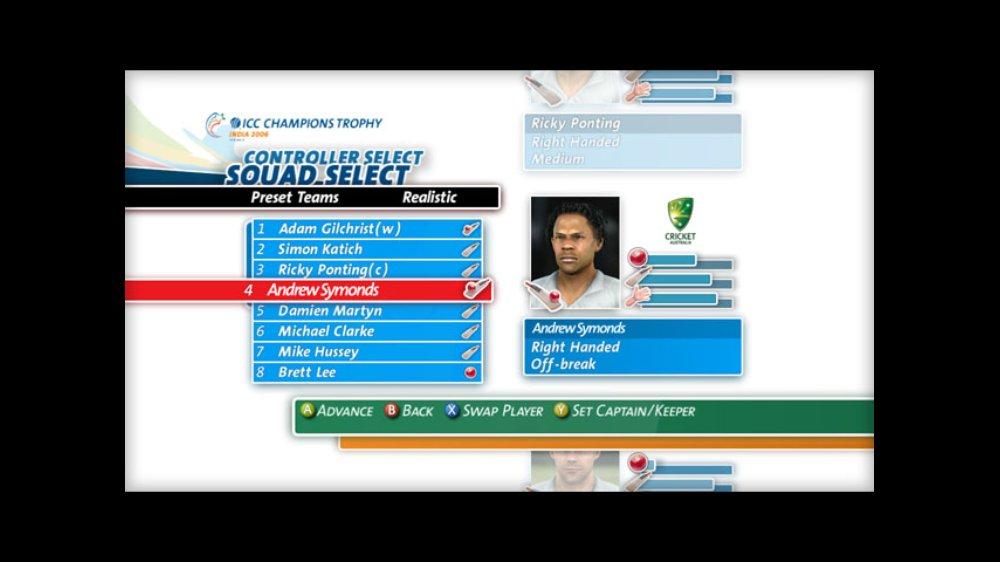 ICC CHAMPIONS TROPHY
INDIA 2006
CONTROLLER SELECT
SQUAD SELECT
Preset Teams Realistic
1 Adam Gilchrist(w)
2 Simon Katich
3 Ricky Ponting(c)
4 Andrew Symonds
5 Damien Martyn
6 Michael Clarke
7 Mike Hussey
8 Brett Lee
Ricky Ponting
Right Handed
Medium
CRICKET
AUSTRALIA
Andrew Symonds
Right Handed
Off-break
A ADVANCE B BACK X SWAP PLAYER Y SET CAPTAIN/KEEPER